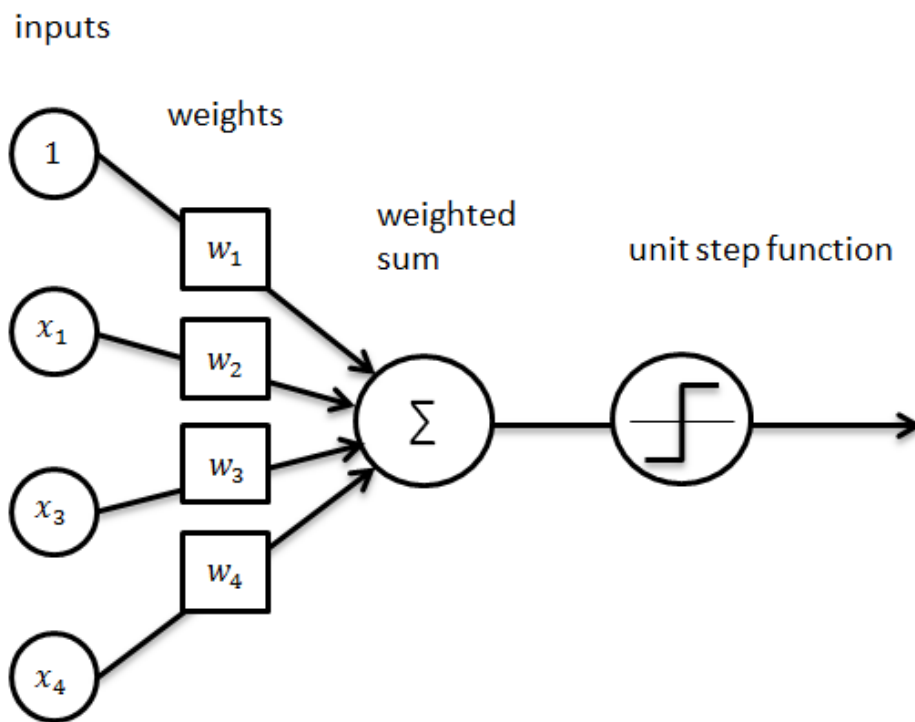 inputs
weights
1
w₁
weighted
sum
unit step function
x₁
w₂
Σ
w₃
x₃
w₄
x₄